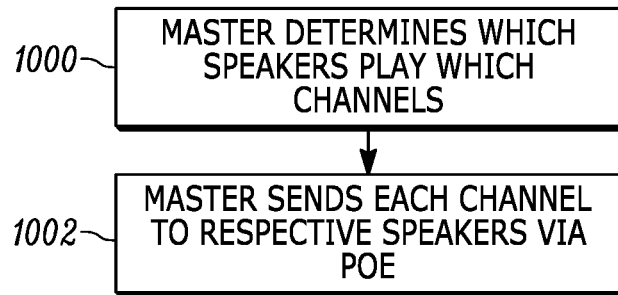 1000
MASTER DETERMINES WHICH
SPEAKERS PLAY WHICH
CHANNELS
1002
MASTER SENDS EACH CHANNEL
TO RESPECTIVE SPEAKERS VIA
POE